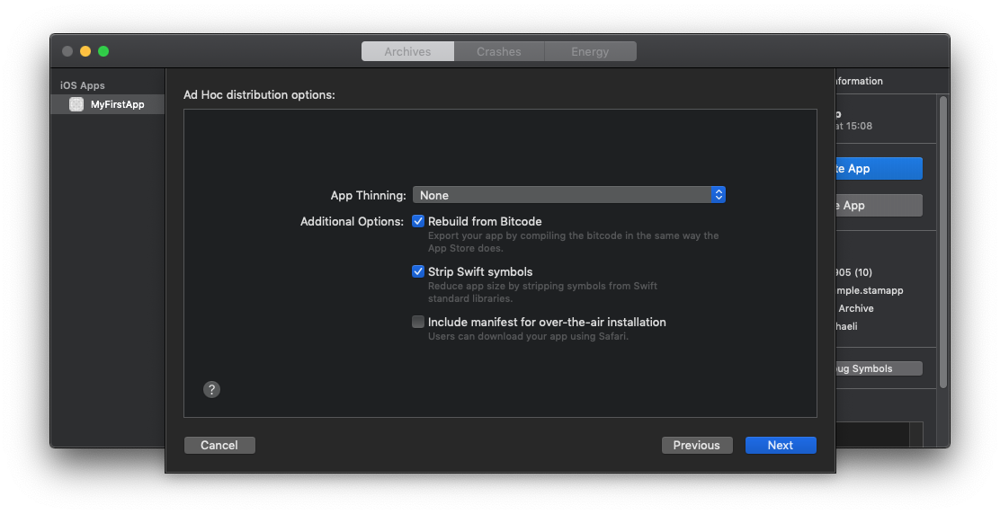 Archives Crashes Energy
iOS Apps
MyFirstApp
Ad Hoc distribution options:
App Thinning: None
Additional Options: Rebuild from Bitcode
Export your app by compiling the bitcode in the same way the
App Store does.
Strip Swift symbols
Reduce app size by stripping symbols from Swift
standard libraries.
Include manifest for over-the-air installation
Users can download your app using Safari.
?
Cancel Previous Next
nformation
p
at 15:08
te App
e App
905 (10)
mple.stamapp
Archive
haeli
ug Symbols